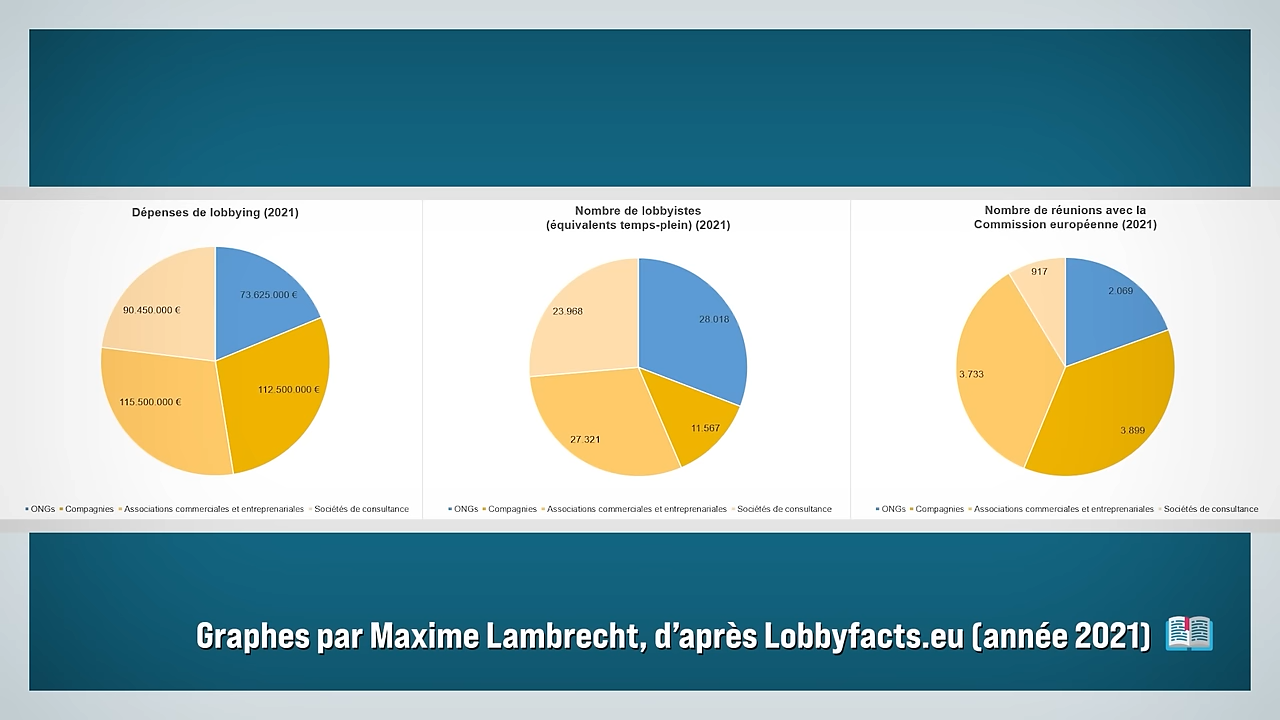 Dépenses de lobbying (2021)
73.625.000 €
112.500.000 €
115.500.000 €
90.450.000 €
ONGs Compagnies Associations commerciales et entreprenariales Sociétés de consultance
Nombre de lobbyistes
(équivalents temps-plein) (2021)
28.018
11.567
27.321
23.968
ONGs Compagnies Associations commerciales et entreprenariales Sociétés de consultance
Nombre de réunions avec la
Commission européenne (2021)
2.069
3.899
3.733
917
ONGs Compagnies Associations commerciales et entreprenariales Sociétés de consultance
Graphes par Maxime Lambrecht, d'après Lobbyfacts.eu (année 2021)